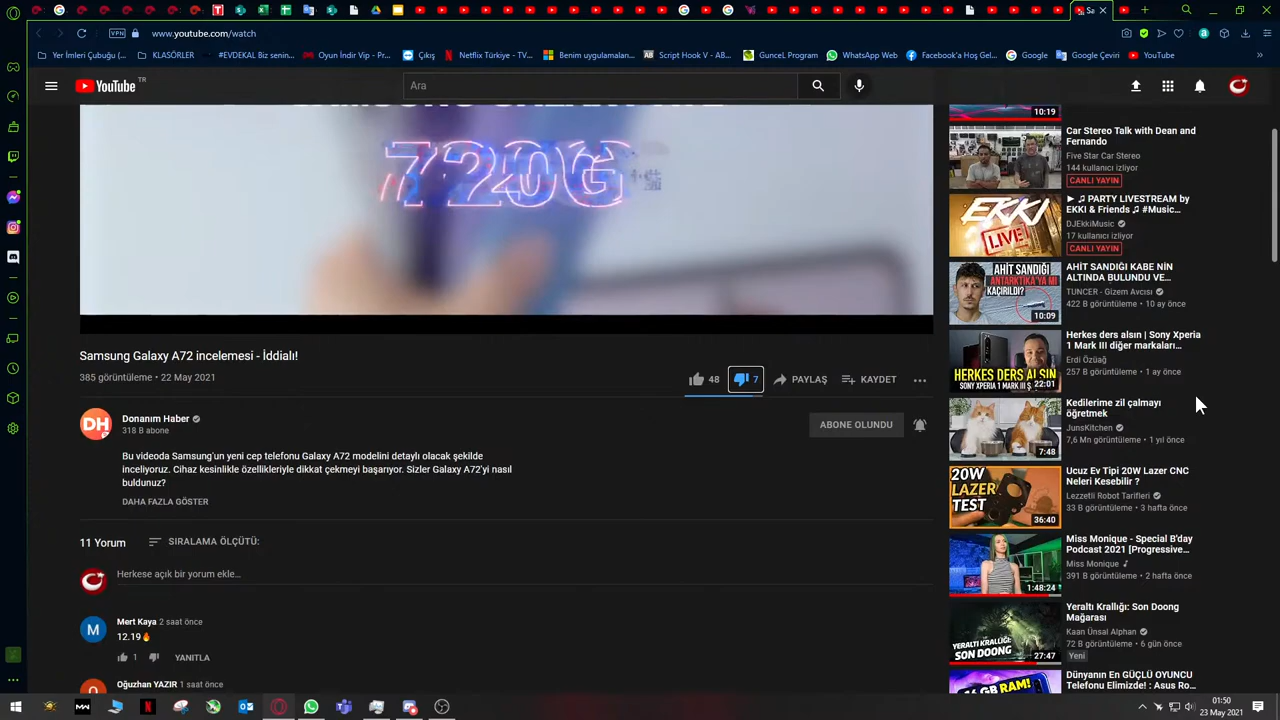 VPN
www.youtube.com/watch
Yer İmleri Çubuğu (...
KLASÖRLER
#EVDEKAL Biz senin...
Oyun İndir Vip - Pr...
Çıkış
Netflix Türkiye - TV...
Benim uygulamalan...
Script Hook V - AB...
GunceL Program
WhatsApp Web
Facebook'a Hoş Gel...
Google
Google Çeviri
YouTube
YouTube TR
Ara
720G
Samsung Galaxy A72 incelemesi - İddialı!
385 görüntüleme • 22 May 2021
48
7
PAYLAŞ
KAYDET
DH
Donanım Haber
318 B abone
ABONE OLUNDU
Bu videoda Samsung'un yeni cep telefonu Galaxy A72 modelini detaylı olacak şekilde
inceliyoruz. Cihaz kesinlikle özellikleriyle dikkat çekmeyi başarıyor. Sizler Galaxy A72'yi nasıl
buldunuz?
DAHA FAZLA GÖSTER
11 Yorum
SIRALAMA ÖLÇÜTÜ:
Herkese açık bir yorum ekle...
M
Mert Kaya 2 saat önce
12.19🔥
1
YANITLA
Oğuzhan YAZIR 1 saat önce
10:19
Car Stereo Talk with Dean and
Fernando
Five Star Car Stereo
144 kullanıcı izliyor
CANLI YAYIN
EKKI
LIVE
► ♫ PARTY LIVESTREAM by
EKKI & Friends ♫ #Music...
DJEkkiMusic
17 kullanıcı izliyor
CANLI YAYIN
AHİT SANDIĞI
ANTARKTİKA'YA MI
KAÇIRILDI?
10:09
AHİT SANDIĞI KABE NİN
ALTINDA BULUNDU VE...
TUNCER - Gizem Avcısı
422 B görüntüleme • 10 ay önce
HERKES DERS ALSIN
SONY XPERIA 1 MARK III
22:01
Herkes ders alsın | Sony Xperia
1 Mark III diğer markaları...
Erdi Özüağ
257 B görüntüleme • 1 ay önce
7:48
Kedilerime zil çalmayı
öğretmek
JunsKitchen
7,6 Mn görüntüleme • 1 yıl önce
20W
LAZER
TEST
36:40
Ucuz Ev Tipi 20W Lazer CNC
Neleri Kesebilir ?
Lezzetli Robot Tarifleri
33 B görüntüleme • 3 hafta önce
1:48:24
Miss Monique - Special B'day
Podcast 2021 [Progressive...
Miss Monique
391 B görüntüleme • 2 hafta önce
YERALTI KRALLIĞI:
SON DOONG
27:47
Yeraltı Krallığı: Son Doong
Mağarası
Kaan Ünsal Alphan
72 B görüntüleme • 6 gün önce
Yeni
GB RAM!
Dünyanın En GÜÇLÜ OYUNCU
Telefonu Elimizde! : Asus Ro...
01:50
23 May 2021